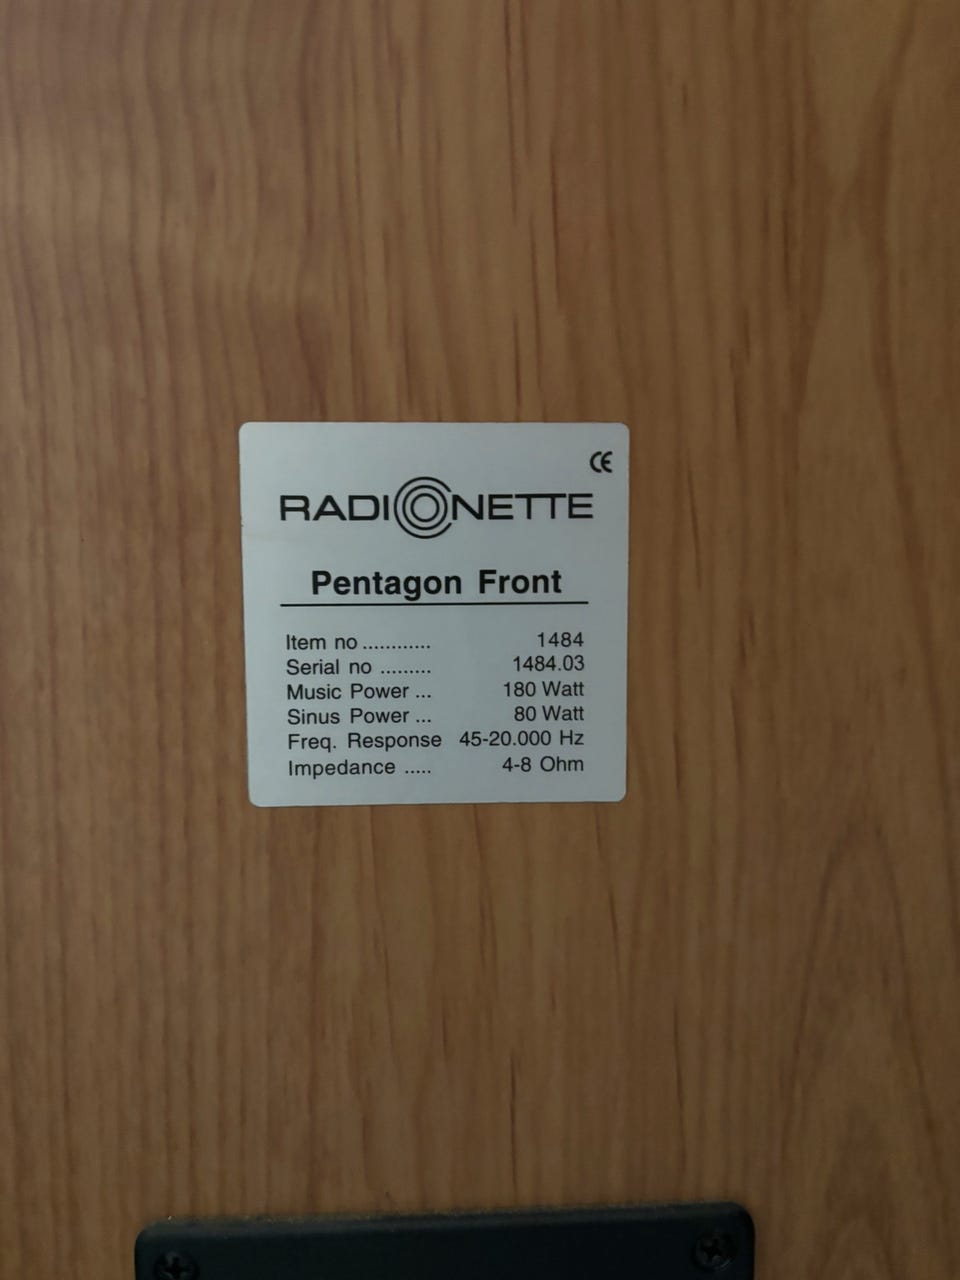 CE
RADIONETTE
Pentagon Front
Item no ............ 1484
Serial no ......... 1484.03
Music Power ... 180 Watt
Sinus Power ... 80 Watt
Freq. Response 45-20.000 Hz
Impedance ..... 4-8 Ohm